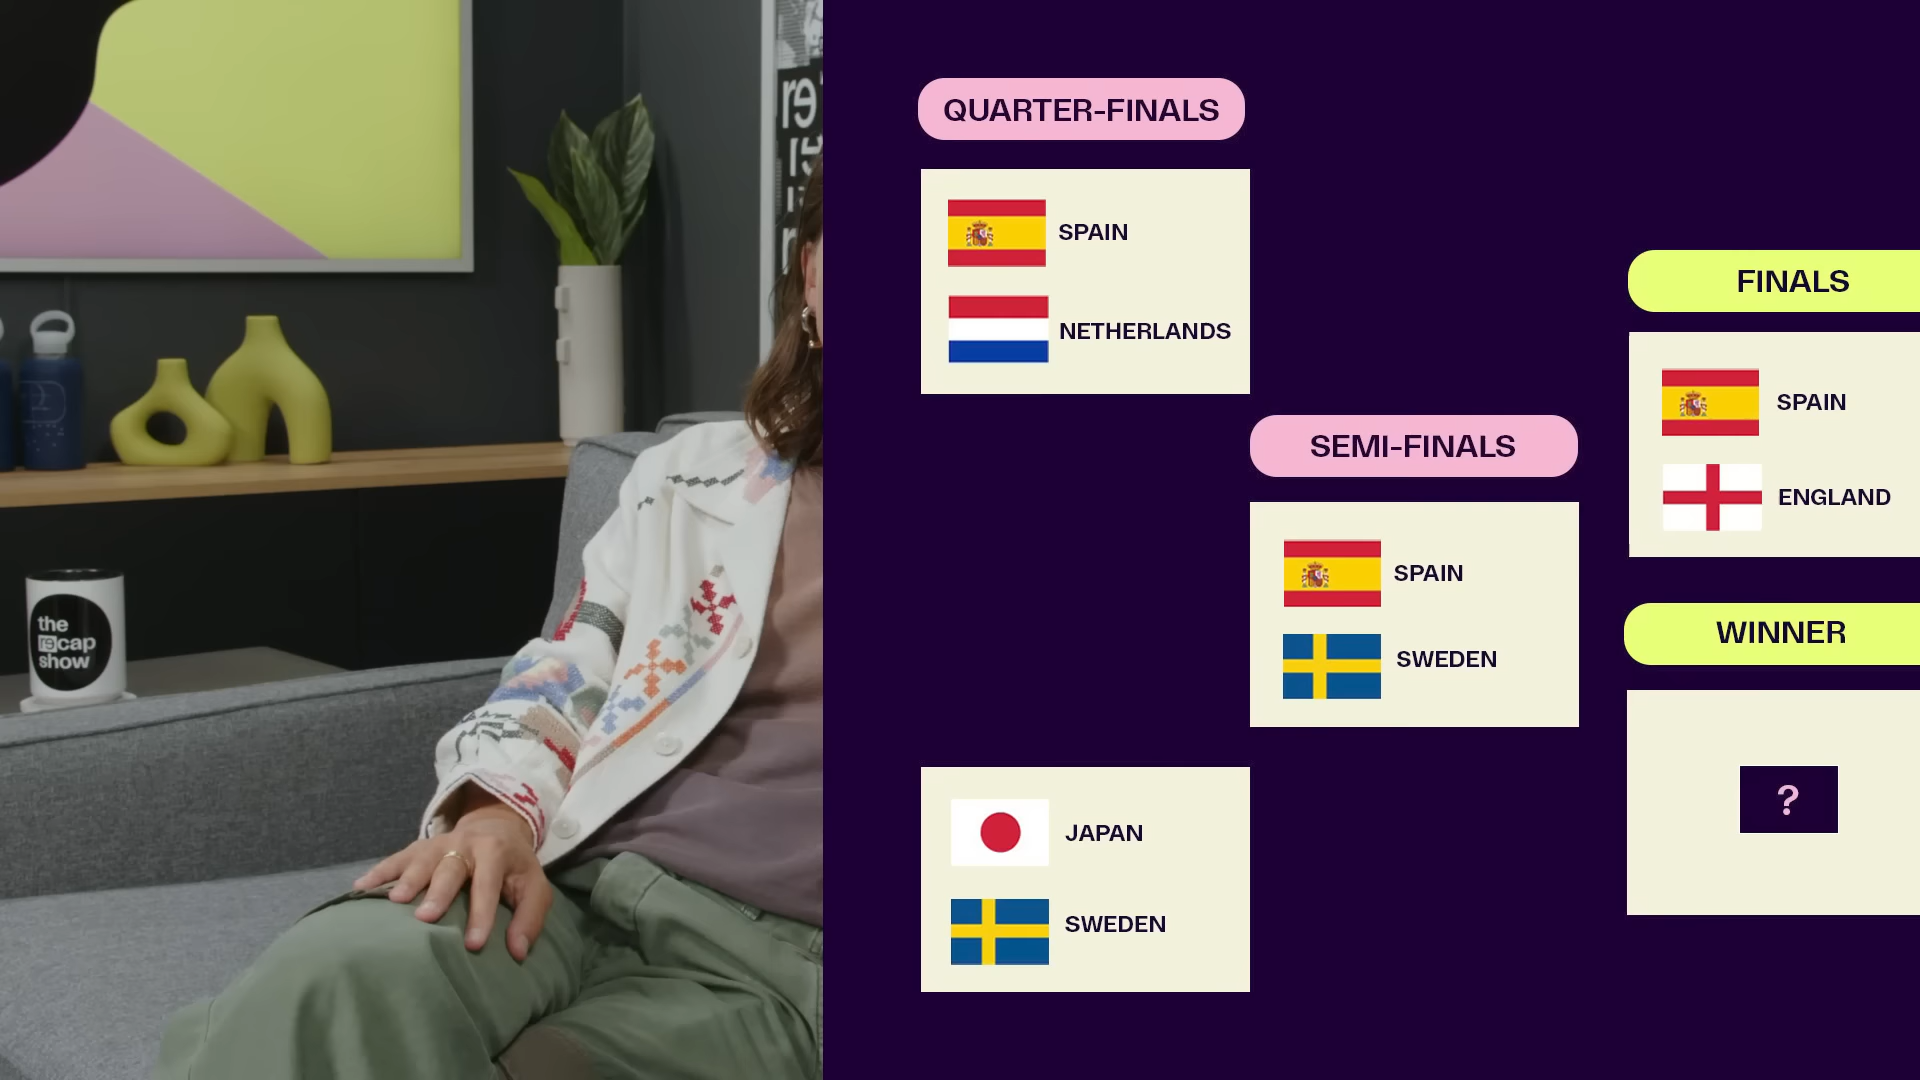 the
recap
show
QUARTER-FINALS
SPAIN
NETHERLANDS
JAPAN
SWEDEN
SEMI-FINALS
SPAIN
SWEDEN
FINALS
SPAIN
ENGLAND
WINNER
?